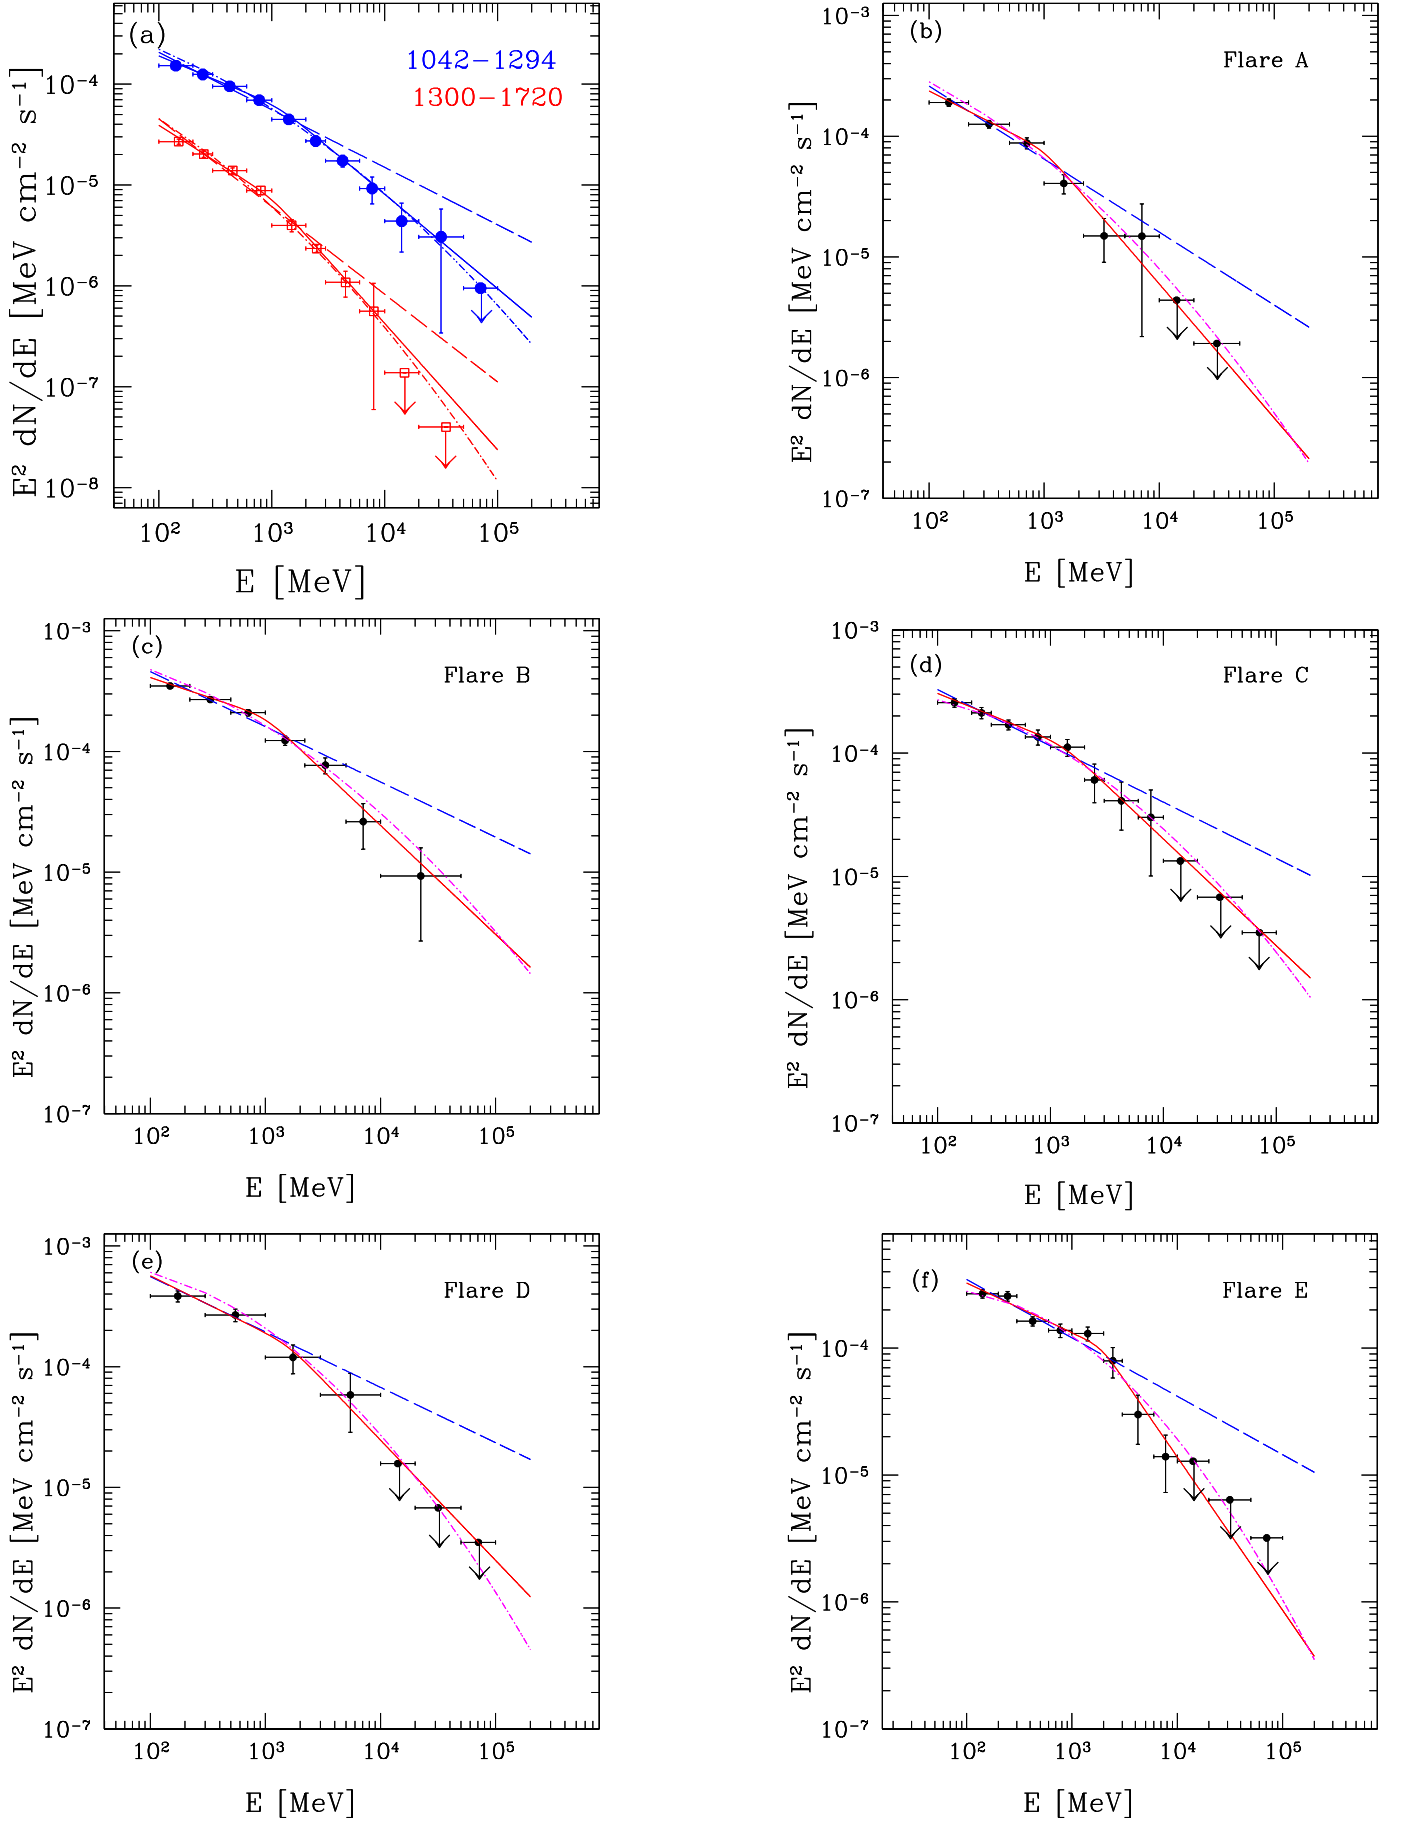 (a)
1042−1294
1300−1720
10⁻⁴
10⁻⁵
10⁻⁶
10⁻⁷
10⁻⁸
E² dN/dE [MeV cm⁻² s⁻¹]
10² 10³ 10⁴ 10⁵
E [MeV]
(b)
Flare A
10⁻³
10⁻⁴
10⁻⁵
10⁻⁶
10⁻⁷
E² dN/dE [MeV cm⁻² s⁻¹]
10² 10³ 10⁴ 10⁵
E [MeV]
(c)
Flare B
10⁻³
10⁻⁴
10⁻⁵
10⁻⁶
10⁻⁷
E² dN/dE [MeV cm⁻² s⁻¹]
10² 10³ 10⁴ 10⁵
E [MeV]
(d)
Flare C
10⁻³
10⁻⁴
10⁻⁵
10⁻⁶
10⁻⁷
E² dN/dE [MeV cm⁻² s⁻¹]
10² 10³ 10⁴ 10⁵
E [MeV]
(e)
Flare D
10⁻³
10⁻⁴
10⁻⁵
10⁻⁶
10⁻⁷
E² dN/dE [MeV cm⁻² s⁻¹]
10² 10³ 10⁴ 10⁵
E [MeV]
(f)
Flare E
10⁻⁴
10⁻⁵
10⁻⁶
10⁻⁷
E² dN/dE [MeV cm⁻² s⁻¹]
10² 10³ 10⁴ 10⁵
E [MeV]